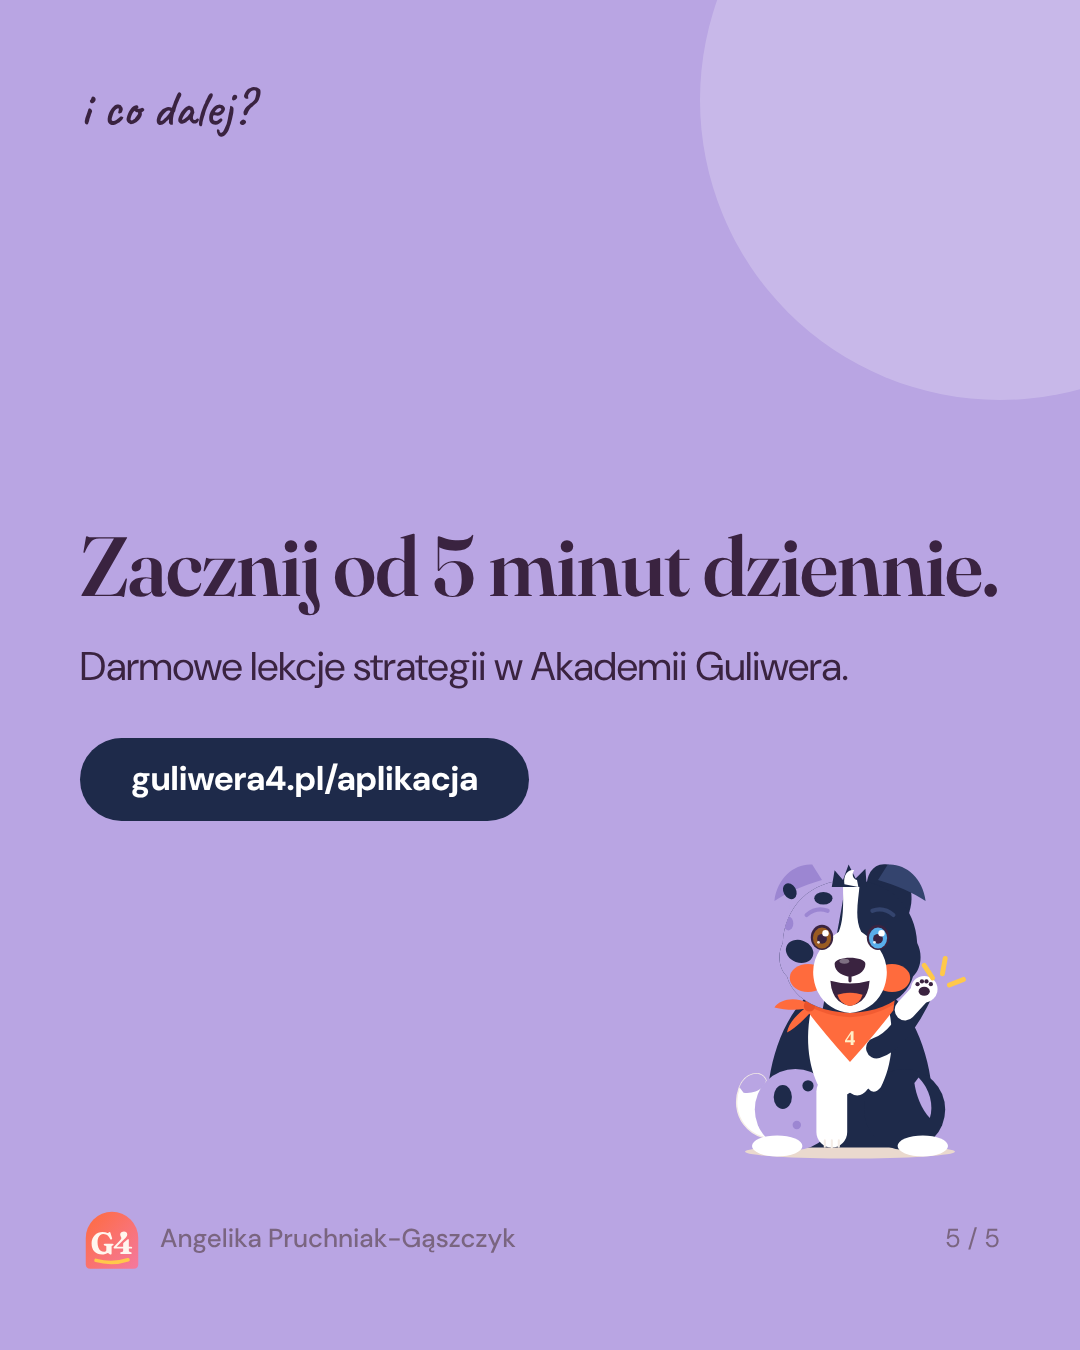 i co dalej?
Zacznij od 5 minut dziennie.
Darmowe lekcje strategii w Akademii Guliwera.
guliwera4.pl/aplikacja
4
G4
Angelika Pruchniak-Gąszczyk
5 / 5